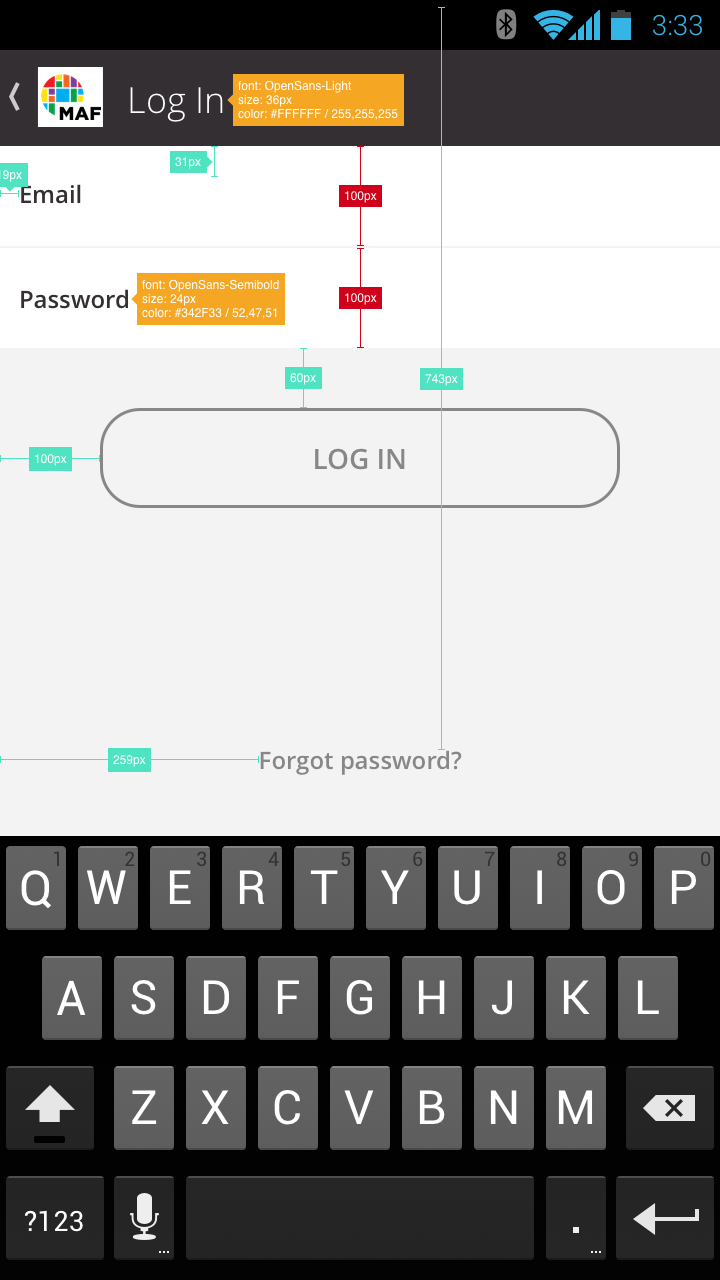 3:33
MAF
Log In
font: OpenSans-Light
size: 36px
color: #FFFFFF / 255,255,255
31px
19px
Email
100px
Password
font: OpenSans-Semibold
size: 24px
color: #342F33 / 52,47,51
100px
60px
743px
100px
LOG IN
259px
Forgot password?
1 2 3 4 5 6 7 8 9 0
Q W E R T Y U I O P
A S D F G H J K L
Z X C V B N M
?123 ... . ...